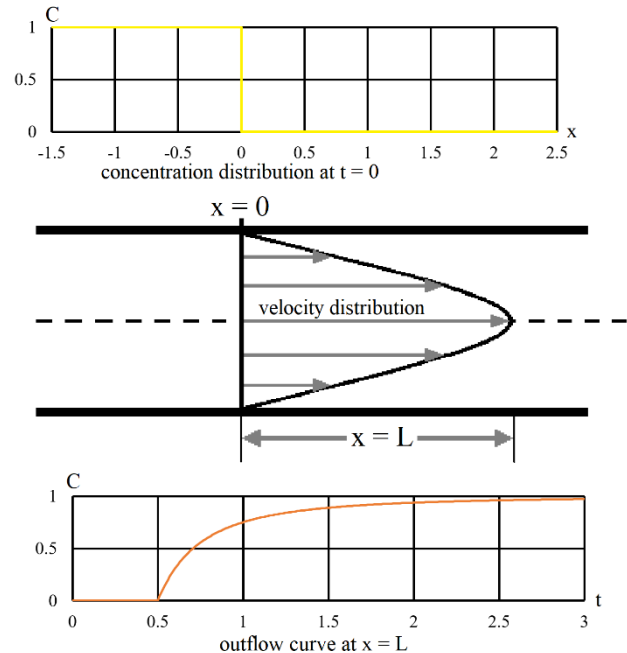 C
1
0.5
0
x
-1.5 -1 -0.5 0 0.5 1 1.5 2 2.5
concentration distribution at t = 0
x = 0
velocity distribution
x = L
C
1
0.5
0
t
0 0.5 1 1.5 2 2.5 3
outflow curve at x = L